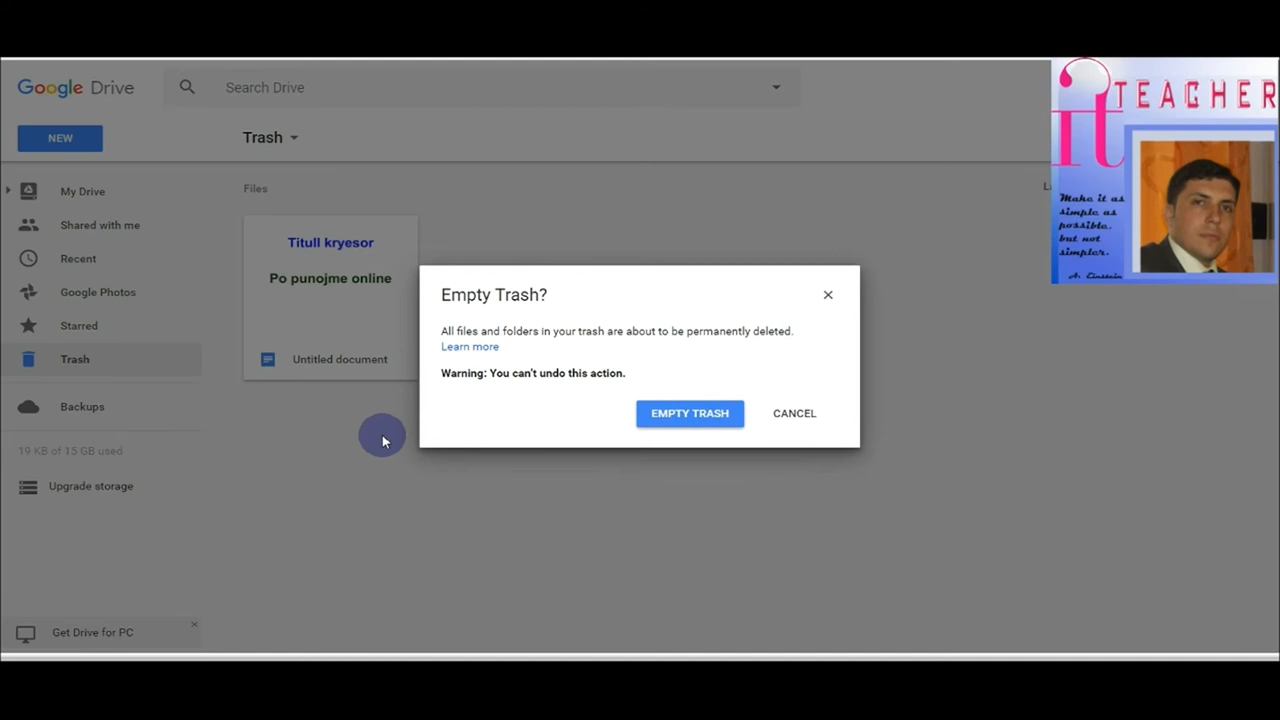 Google Drive
Search Drive
TEACHER
it
NEW
Trash
My Drive
Files
La
Shared with me
Titull kryesor
Make it as
simple as
possible,
but not
simpler.
A. Einstein
Recent
Po punojme online
Google Photos
Empty Trash?
Starred
All files and folders in your trash are about to be permanently deleted.
Learn more
Trash
Untitled document
Warning: You can't undo this action.
Backups
EMPTY TRASH
CANCEL
19 KB of 15 GB used
Upgrade storage
Get Drive for PC